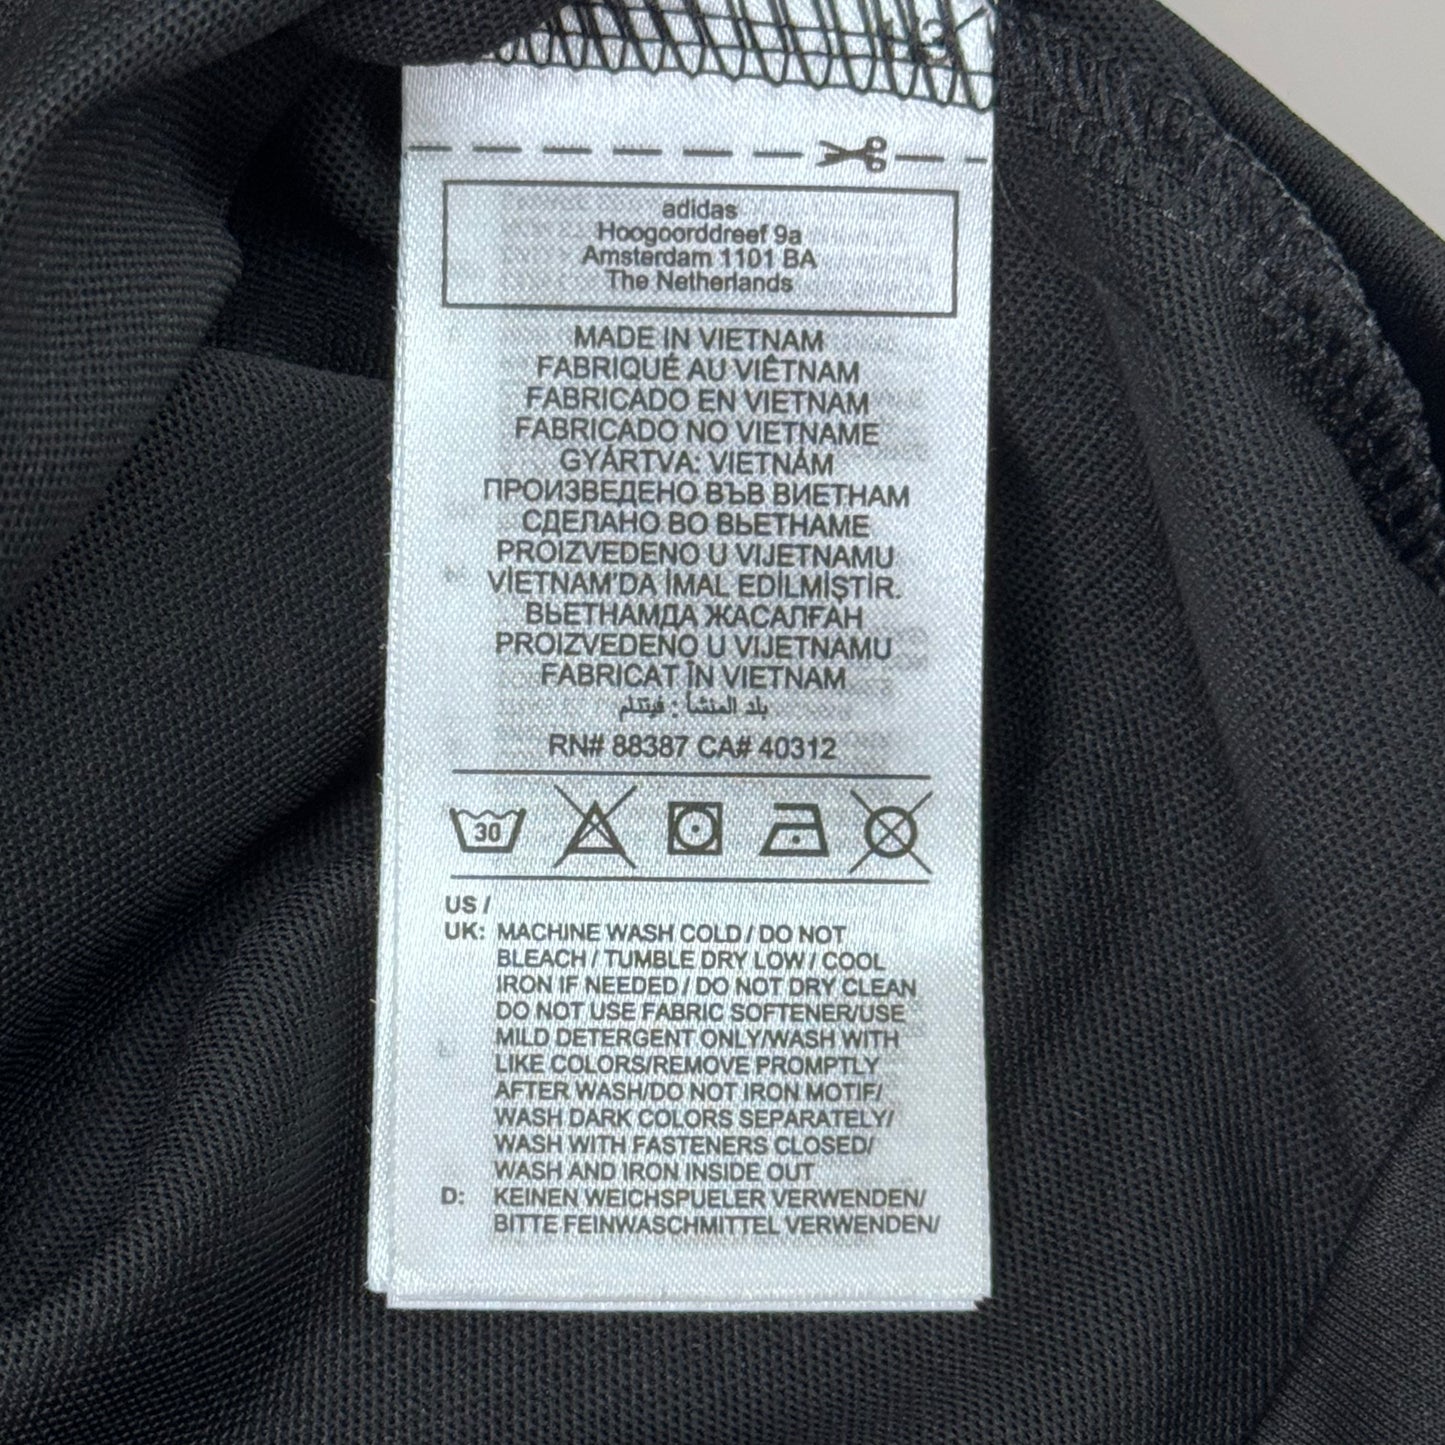 adidas
Hoogoorddreef 9a
Amsterdam 1101 BA
The Netherlands
MADE IN VIETNAM
FABRIQUÉ AU VIÊTNAM
FABRICADO EN VIETNAM
FABRICADO NO VIETNAME
GYÁRTVA: VIETNÁM
ПРОИЗВЕДЕНО ВЪВ ВИЕТНАМ
СДЕЛАНО ВО ВЬЕТНАМЕ
PROIZVEDENO U VIJETNAMU
VİETNAM'DA İMAL EDİLMİŞTİR.
ВЬЕТНАМДА ЖАСАЛҒАН
PROIZVEDENO U VIJETNAMU
FABRICAT ÎN VIETNAM
بلد المنشأ : فيتنام
RN# 88387 CA# 40312
30
US /
UK: MACHINE WASH COLD / DO NOT
BLEACH / TUMBLE DRY LOW / COOL
IRON IF NEEDED / DO NOT DRY CLEAN
DO NOT USE FABRIC SOFTENER/USE
MILD DETERGENT ONLY/WASH WITH
LIKE COLORS/REMOVE PROMPTLY
AFTER WASH/DO NOT IRON MOTIF/
WASH DARK COLORS SEPARATELY/
WASH WITH FASTENERS CLOSED/
WASH AND IRON INSIDE OUT
D: KEINEN WEICHSPUELER VERWENDEN/
BITTE FEINWASCHMITTEL VERWENDEN/